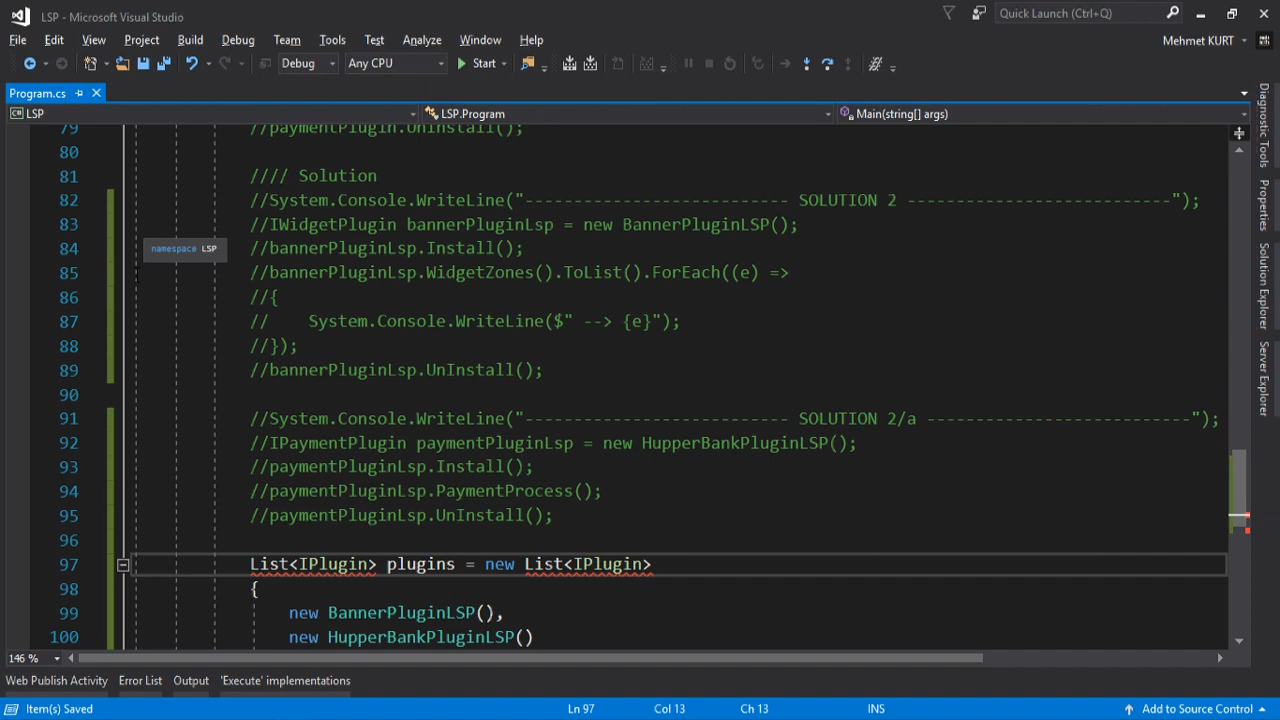 LSP - Microsoft Visual Studio
Quick Launch (Ctrl+Q)
File Edit View Project Build Debug Team Tools Test Analyze Window Help
Mehmet KURT
Debug Any CPU Start
Program.cs
LSP LSP.Program Main(string[] args)
79 //paymentPlugin.UnInstall();
80
81 //// Solution
82 //System.Console.WriteLine("--------------------------- SOLUTION 2 ---------------------------");
83 //IWidgetPlugin bannerPluginLsp = new BannerPluginLSP();
84 //bannerPluginLsp.Install();
namespace LSP
85 //bannerPluginLsp.WidgetZones().ToList().ForEach((e) =>
86 //{
87 //    System.Console.WriteLine($" --> {e}");
88 //});
89 //bannerPluginLsp.UnInstall();
90
91 //System.Console.WriteLine("--------------------------- SOLUTION 2/a ---------------------------");
92 //IPaymentPlugin paymentPluginLsp = new HupperBankPluginLSP();
93 //paymentPluginLsp.Install();
94 //paymentPluginLsp.PaymentProcess();
95 //paymentPluginLsp.UnInstall();
96
97 List<IPlugin> plugins = new List<IPlugin>
98 {
99 new BannerPluginLSP(),
100 new HupperBankPluginLSP()
146 %
Web Publish Activity Error List Output 'Execute' implementations
Item(s) Saved Ln 97 Col 13 Ch 13 INS Add to Source Control
Diagnostic Tools
Properties
Solution Explorer
Server Explorer